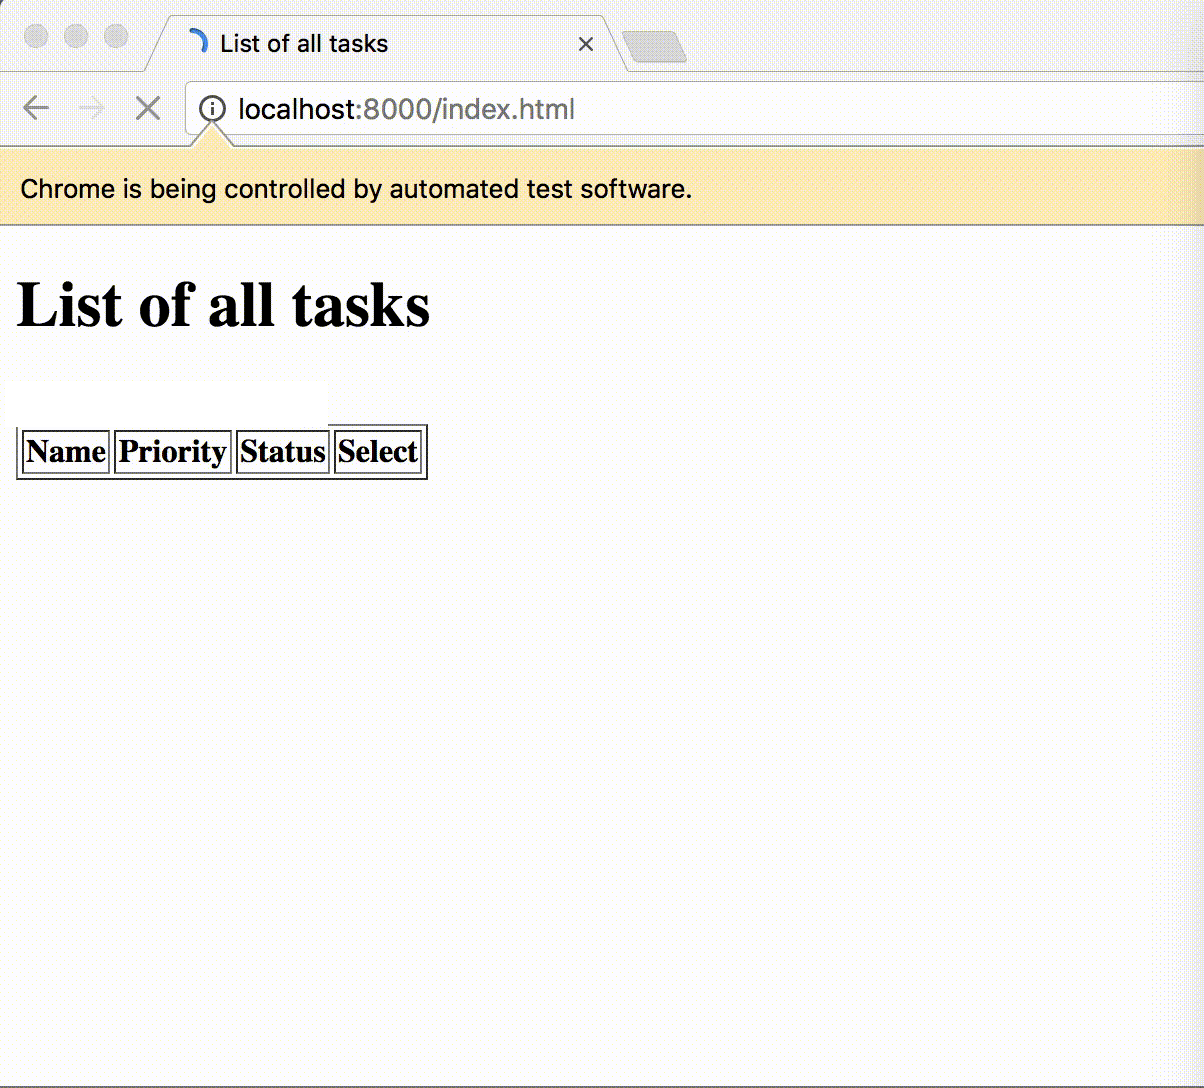 List of all tasks
localhost:8000/index.html
Chrome is being controlled by automated test software.
List of all tasks
Name Priority Status Select